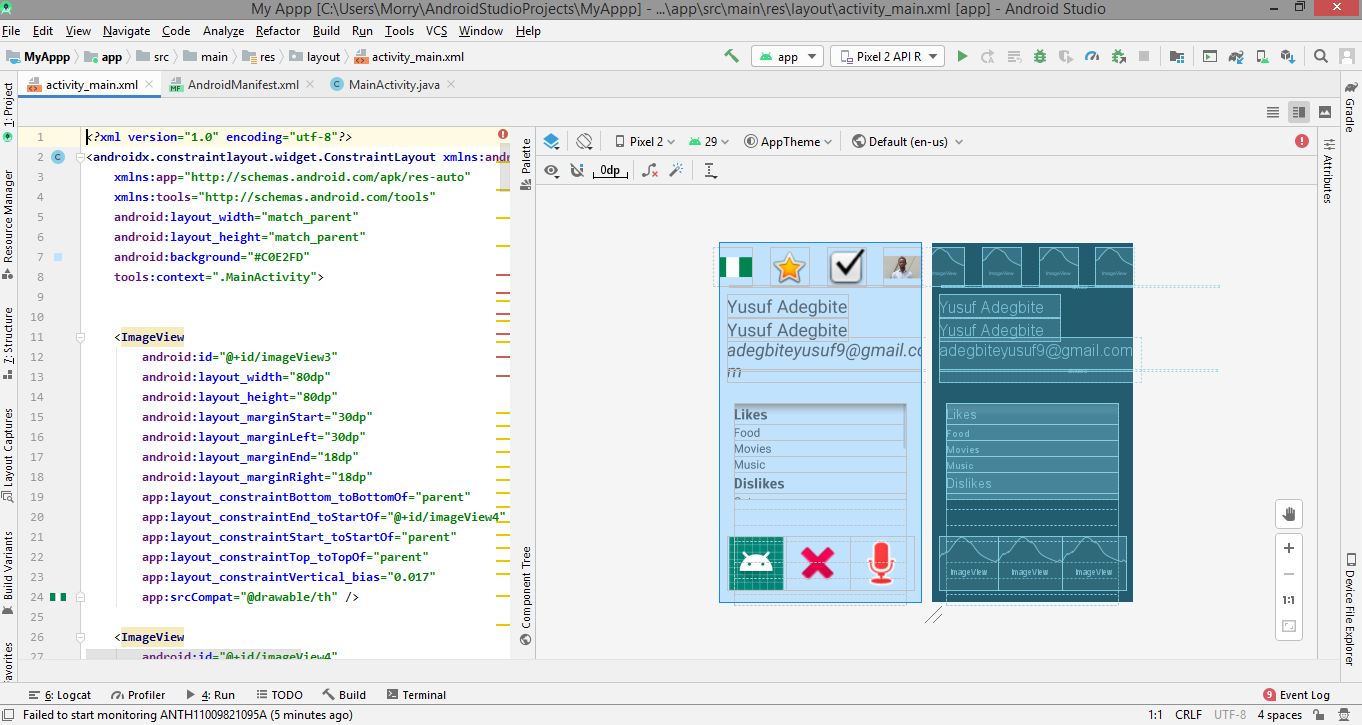 My Appp [C:\Users\Morry\AndroidStudioProjects\MyAppp] - ...\app\src\main\res\layout\activity_main.xml [app] - Android Studio
File Edit View Navigate Code Analyze Refactor Build Run Tools VCS Window Help
MyAppp app src main res layout activity_main.xml app Pixel 2 API R
activity_main.xml AndroidManifest.xml MainActivity.java
1: Project
Resource Manager
7: Structure
Layout Captures
Build Variants
1 <?xml version="1.0" encoding="utf-8"?>
2 <androidx.constraintlayout.widget.ConstraintLayout xmlns:andr
3 xmlns:app="http://schemas.android.com/apk/res-auto"
4 xmlns:tools="http://schemas.android.com/tools"
5 android:layout_width="match_parent"
6 android:layout_height="match_parent"
7 android:background="#C0E2FD"
8 tools:context=".MainActivity">
9
10
11 <ImageView
12 android:id="@+id/imageView3"
13 android:layout_width="80dp"
14 android:layout_height="80dp"
15 android:layout_marginStart="30dp"
16 android:layout_marginLeft="30dp"
17 android:layout_marginEnd="18dp"
18 android:layout_marginRight="18dp"
19 app:layout_constraintBottom_toBottomOf="parent"
20 app:layout_constraintEnd_toStartOf="@+id/imageView4"
21 app:layout_constraintStart_toStartOf="parent"
22 app:layout_constraintTop_toTopOf="parent"
23 app:layout_constraintVertical_bias="0.017"
24 app:srcCompat="@drawable/th" />
25
26 <ImageView
27 android:id="@+id/imageView4"
Palette
Component Tree
Pixel 2 29 AppTheme Default (en-us)
0dp
Yusuf Adegbite
Yusuf Adegbite
adegbiteyusuf9@gmail.co
m
Likes
Food
Movies
Music
Dislikes
ImageView ImageView ImageView
Yusuf Adegbite
Yusuf Adegbite
adegbiteyusuf9@gmail.com
Likes
Food
Movies
Music
Dislikes
ImageView ImageView ImageView
1:1
Gradle
Attributes
Device File Explorer
6: Logcat Profiler 4: Run TODO Build Terminal 9 Event Log
Failed to start monitoring ANTH11009821095A (5 minutes ago) 1:1 CRLF UTF-8 4 spaces